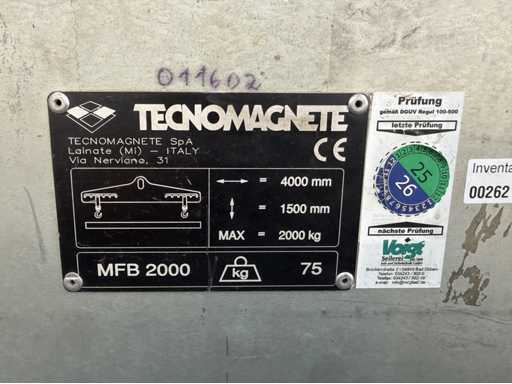 011602
TECNOMAGNETE
TECNOMAGNETE SpA
Lainate (Mi) – ITALY
Via Nerviano, 31
CE
= 4000 mm
= 1500 mm
MAX = 2000 kg
MFB 2000
kg
75
Prüfung
gemäß DGUV Regel 100-500
letzte Prüfung
25
26
nächste Prüfung
Voigt
Seilerei
Inventa
00262